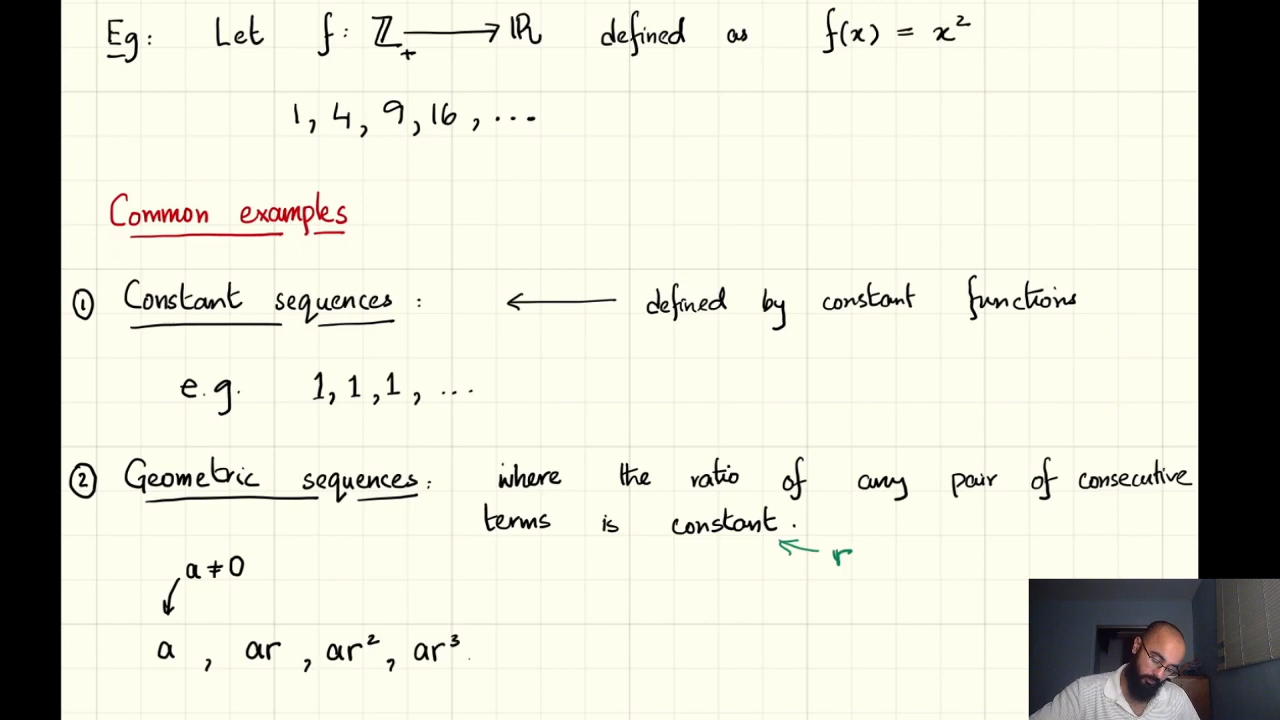 Eg: Let f: ℤ₊ ⟶ ℝ defined as f(x) = x²
1, 4, 9, 16, ...
Common examples
① Constant sequences: ⟵ defined by constant functions
e.g. 1, 1, 1, ...
② Geometric sequences: where the ratio of any pair of consecutive
terms is constant.
← r
a ≠ 0
a, ar, ar², ar³